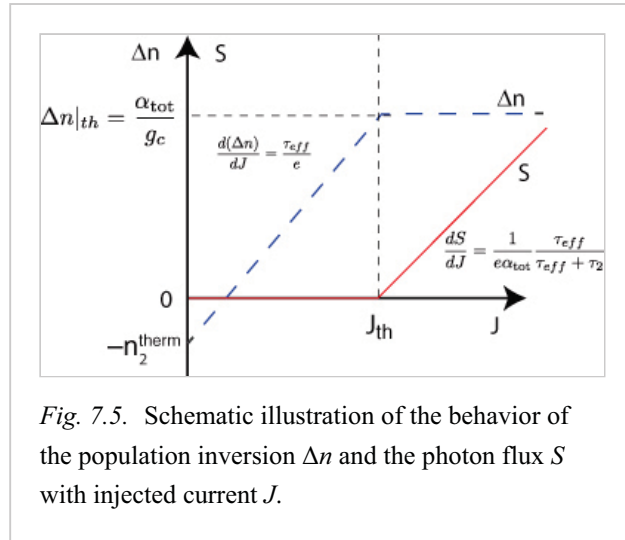 Δn S
Δn|th = αtot / gc
d(Δn)/dJ = τeff/e
Δn
S
dS/dJ = 1/(eαtot) τeff/(τeff + τ2)
0
Jth J
−n2^therm
Fig. 7.5. Schematic illustration of the behavior of
the population inversion Δn and the photon flux S
with injected current J.